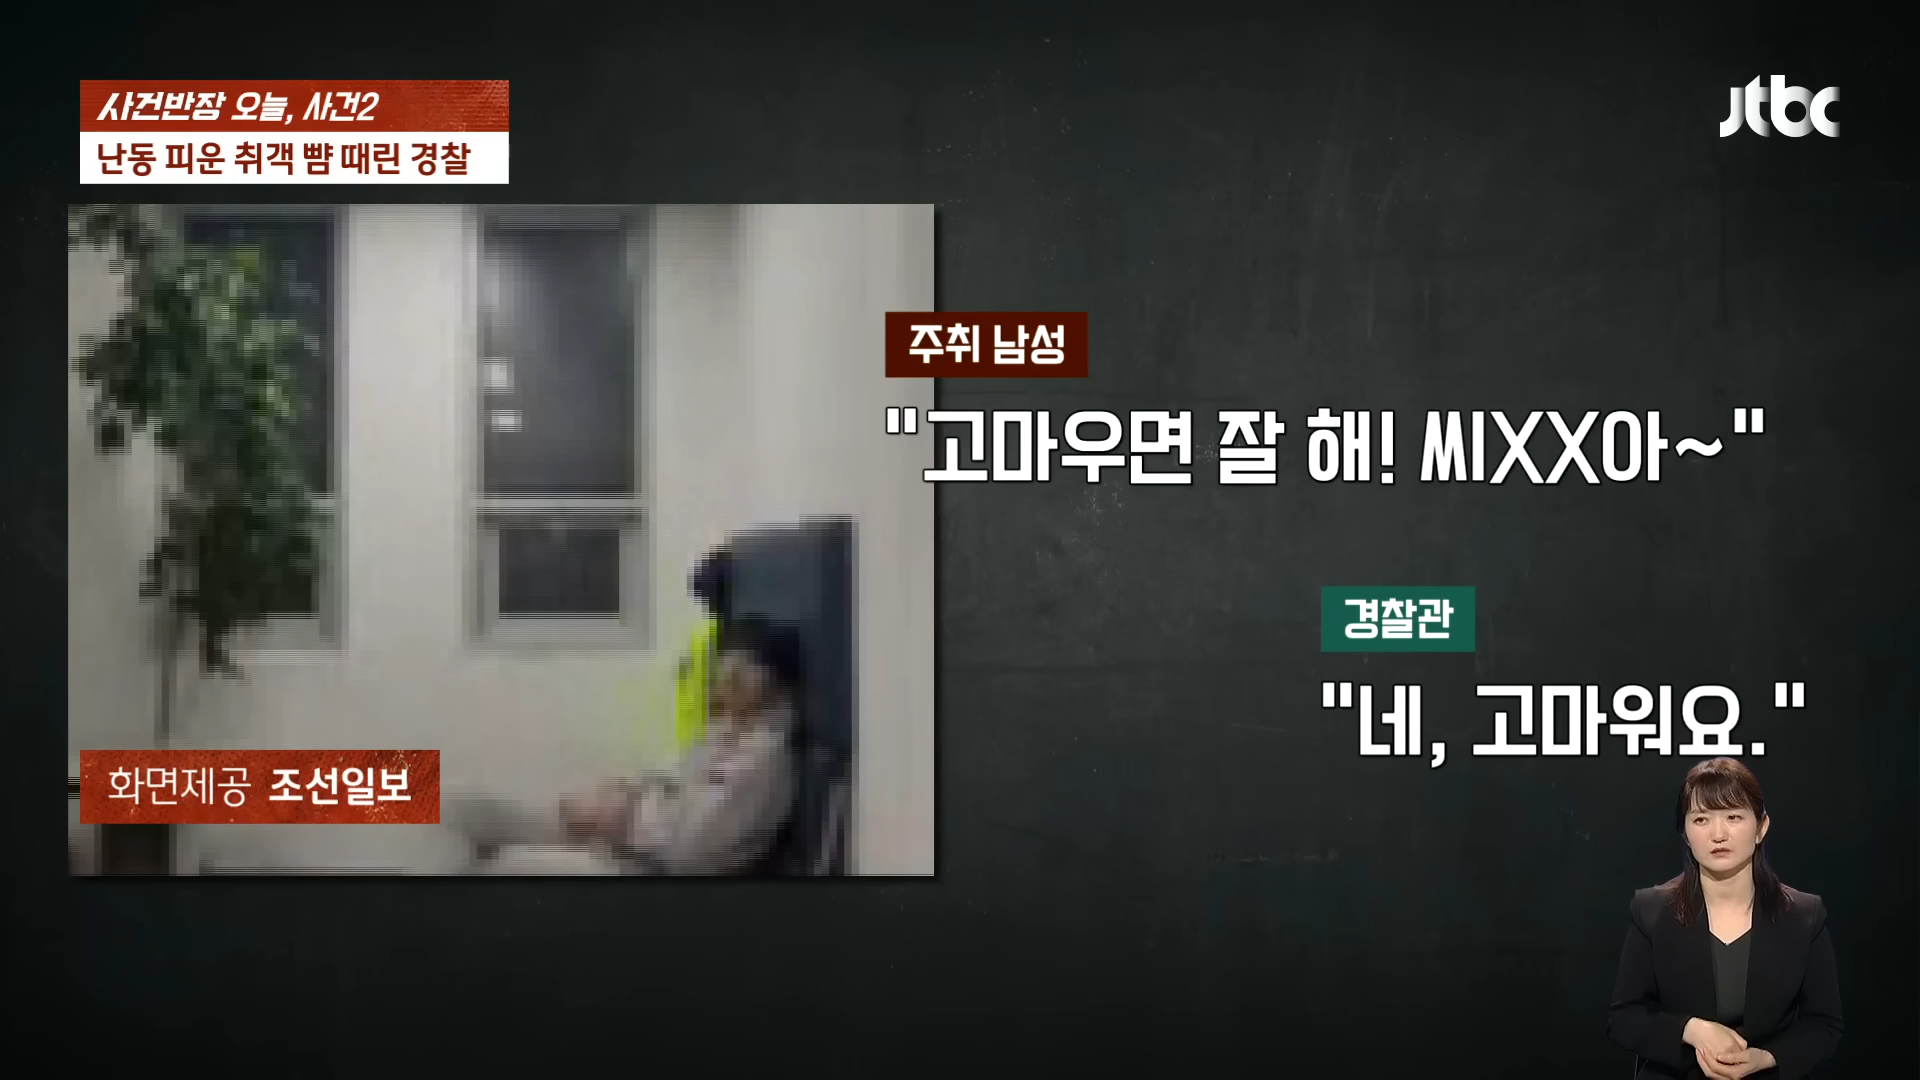 사건반장 오늘, 사건2
난동 피운 취객 뺨 때린 경찰
jtbc
주취 남성
"고마우면 잘 해! 씨XX아~"
경찰관
"네, 고마워요."
화면제공 조선일보